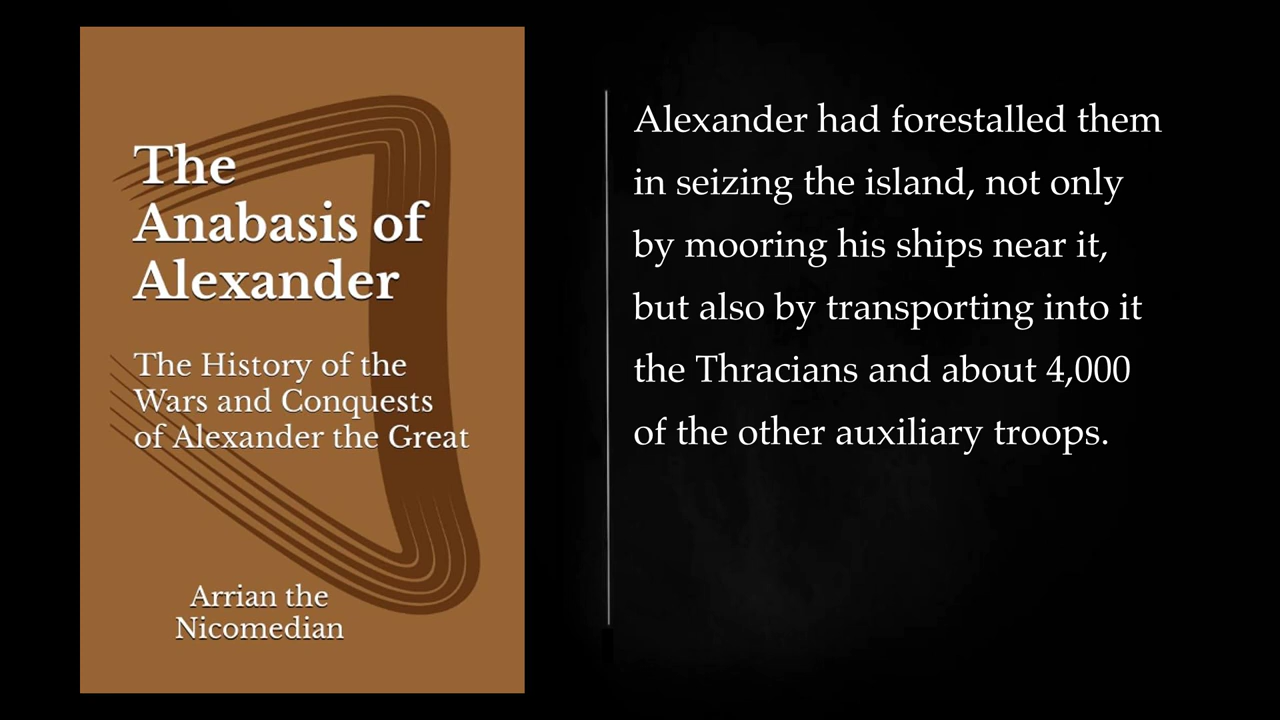 The
Anabasis of
Alexander
The History of the
Wars and Conquests
of Alexander the Great
Arrian the
Nicomedian
Alexander had forestalled them
in seizing the island, not only
by mooring his ships near it,
but also by transporting into it
the Thracians and about 4,000
of the other auxiliary troops.